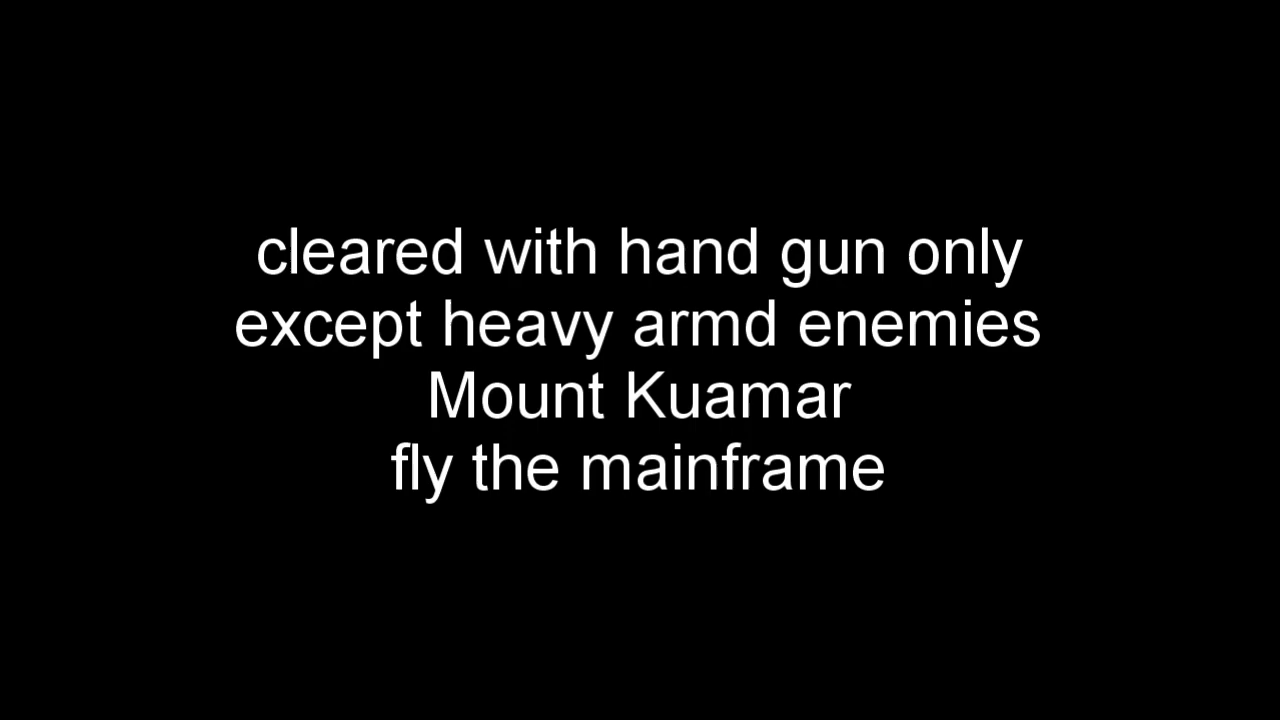 cleared with hand gun only
except heavy armd enemies
Mount Kuamar
fly the mainframe